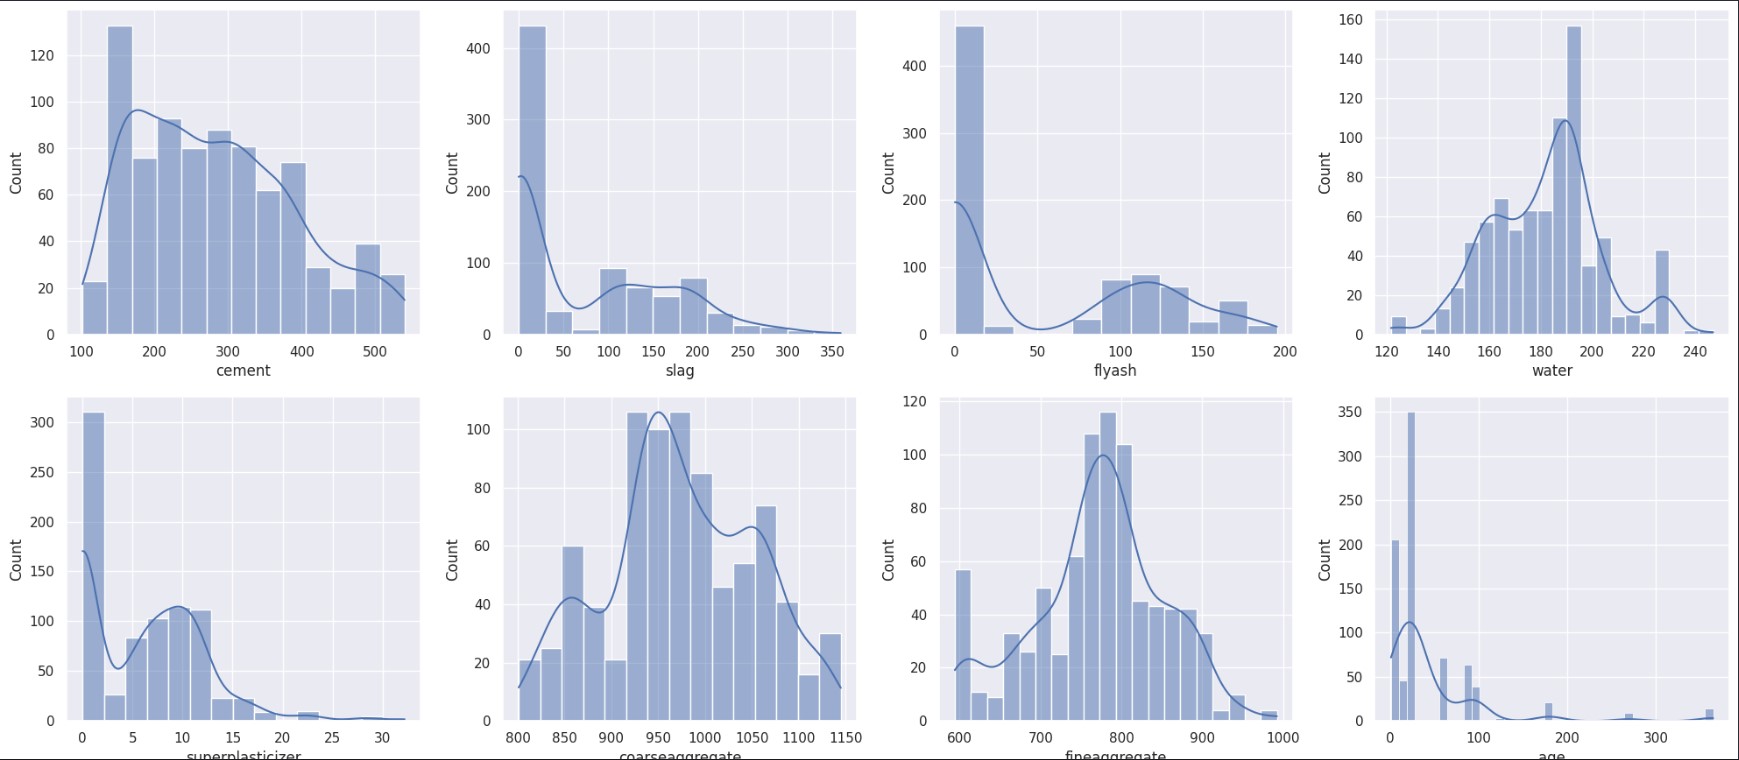 120
100
80
60
40
20
0
Count
100 200 300 400 500
cement
400
300
200
100
0
Count
0 50 100 150 200 250 300 350
slag
400
300
200
100
0
Count
0 50 100 150 200
flyash
160
140
120
100
80
60
40
20
0
Count
120 140 160 180 200 220 240
water
300
250
200
150
100
50
0
Count
0 5 10 15 20 25 30
superplasticizer
100
80
60
40
20
0
Count
800 850 900 950 1000 1050 1100 1150
coarseaggregate
120
100
80
60
40
20
0
Count
600 700 800 900 1000
fineaggregate
350
300
250
200
150
100
50
0
Count
0 100 200 300
age